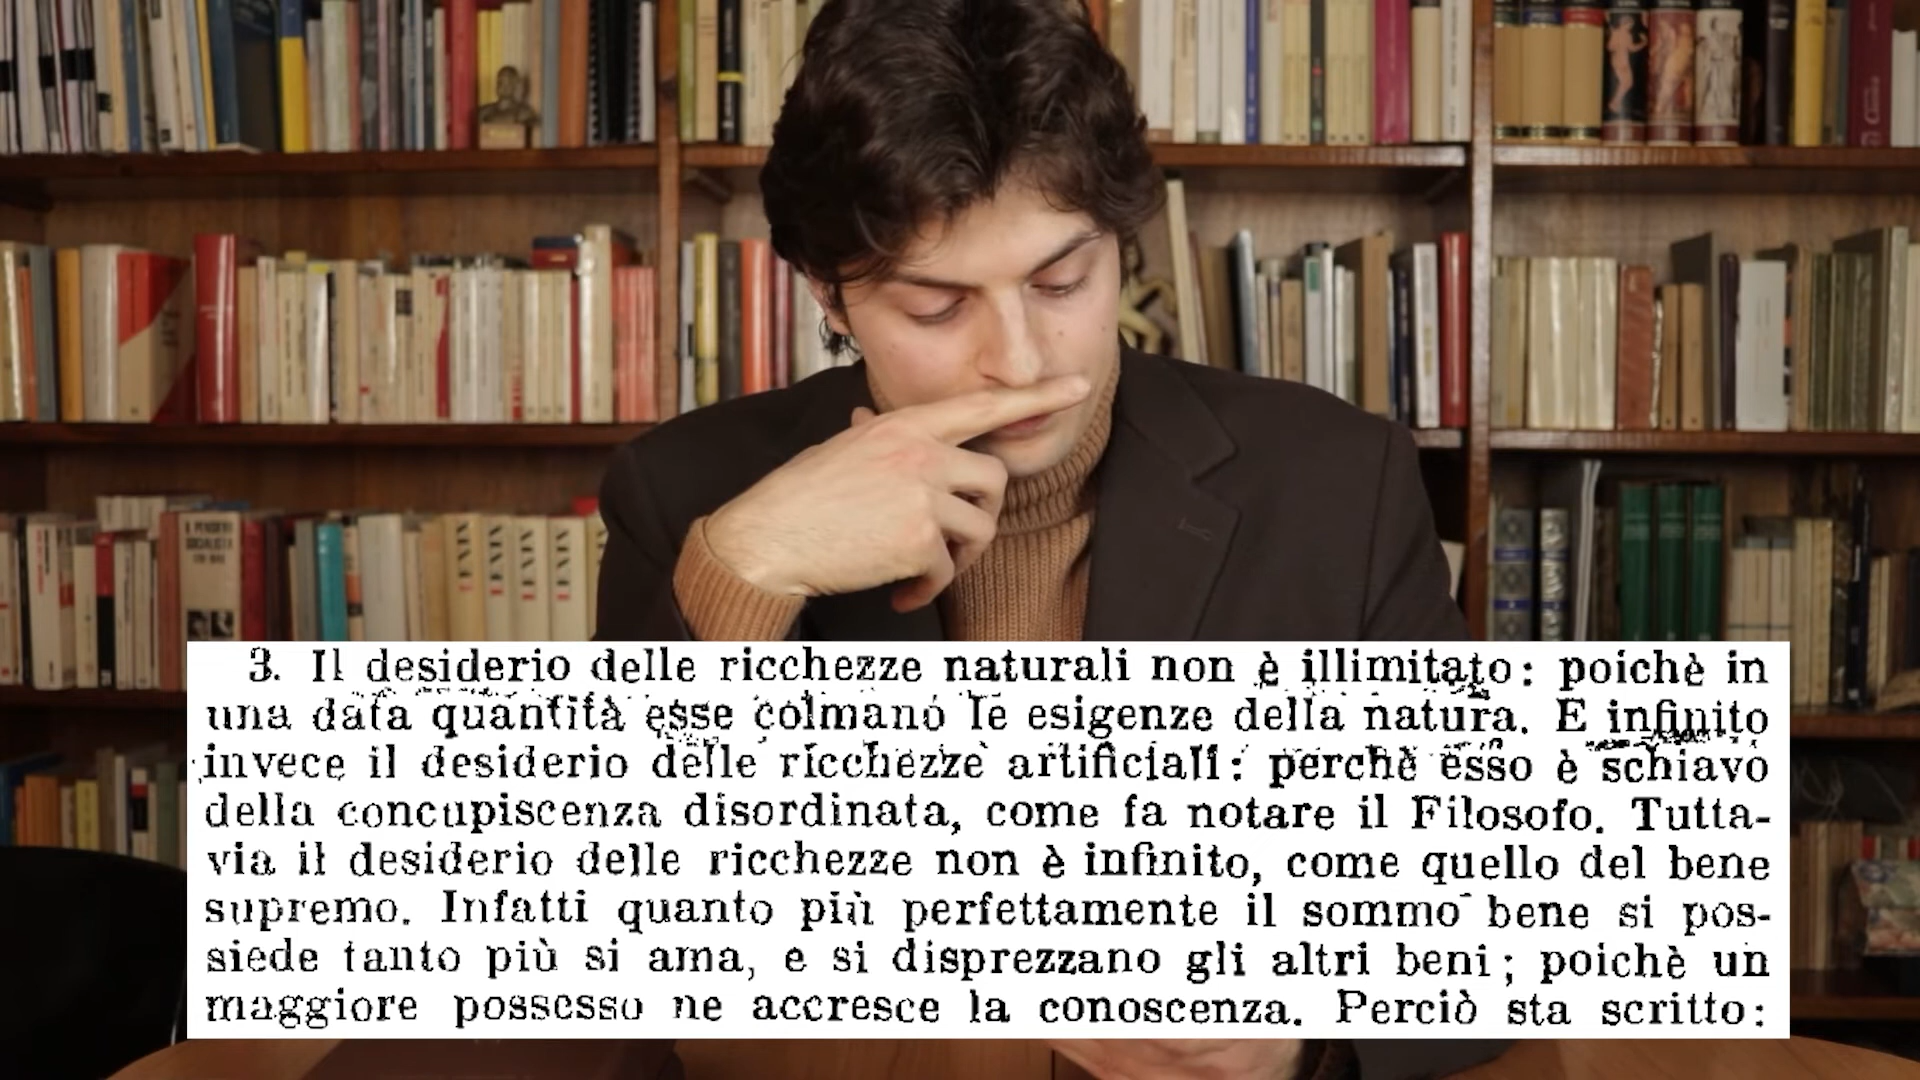 3. Il desiderio delle ricchezze naturali non è illimitato: poichè in
una data quantità esse colmano le esigenze della natura. E infinito
invece il desiderio delle ricchezze artificiali: perchè esso è schiavo
della concupiscenza disordinata, come fa notare il Filosofo. Tutta-
via il desiderio delle ricchezze non è infinito, come quello del bene
supremo. Infatti quanto più perfettamente il sommo bene si pos-
siede tanto più si ama, e si disprezzano gli altri beni; poichè un
maggiore possesso ne accresce la conoscenza. Perciò sta scritto:
LENIN
LENIN
LENIN
LENIN